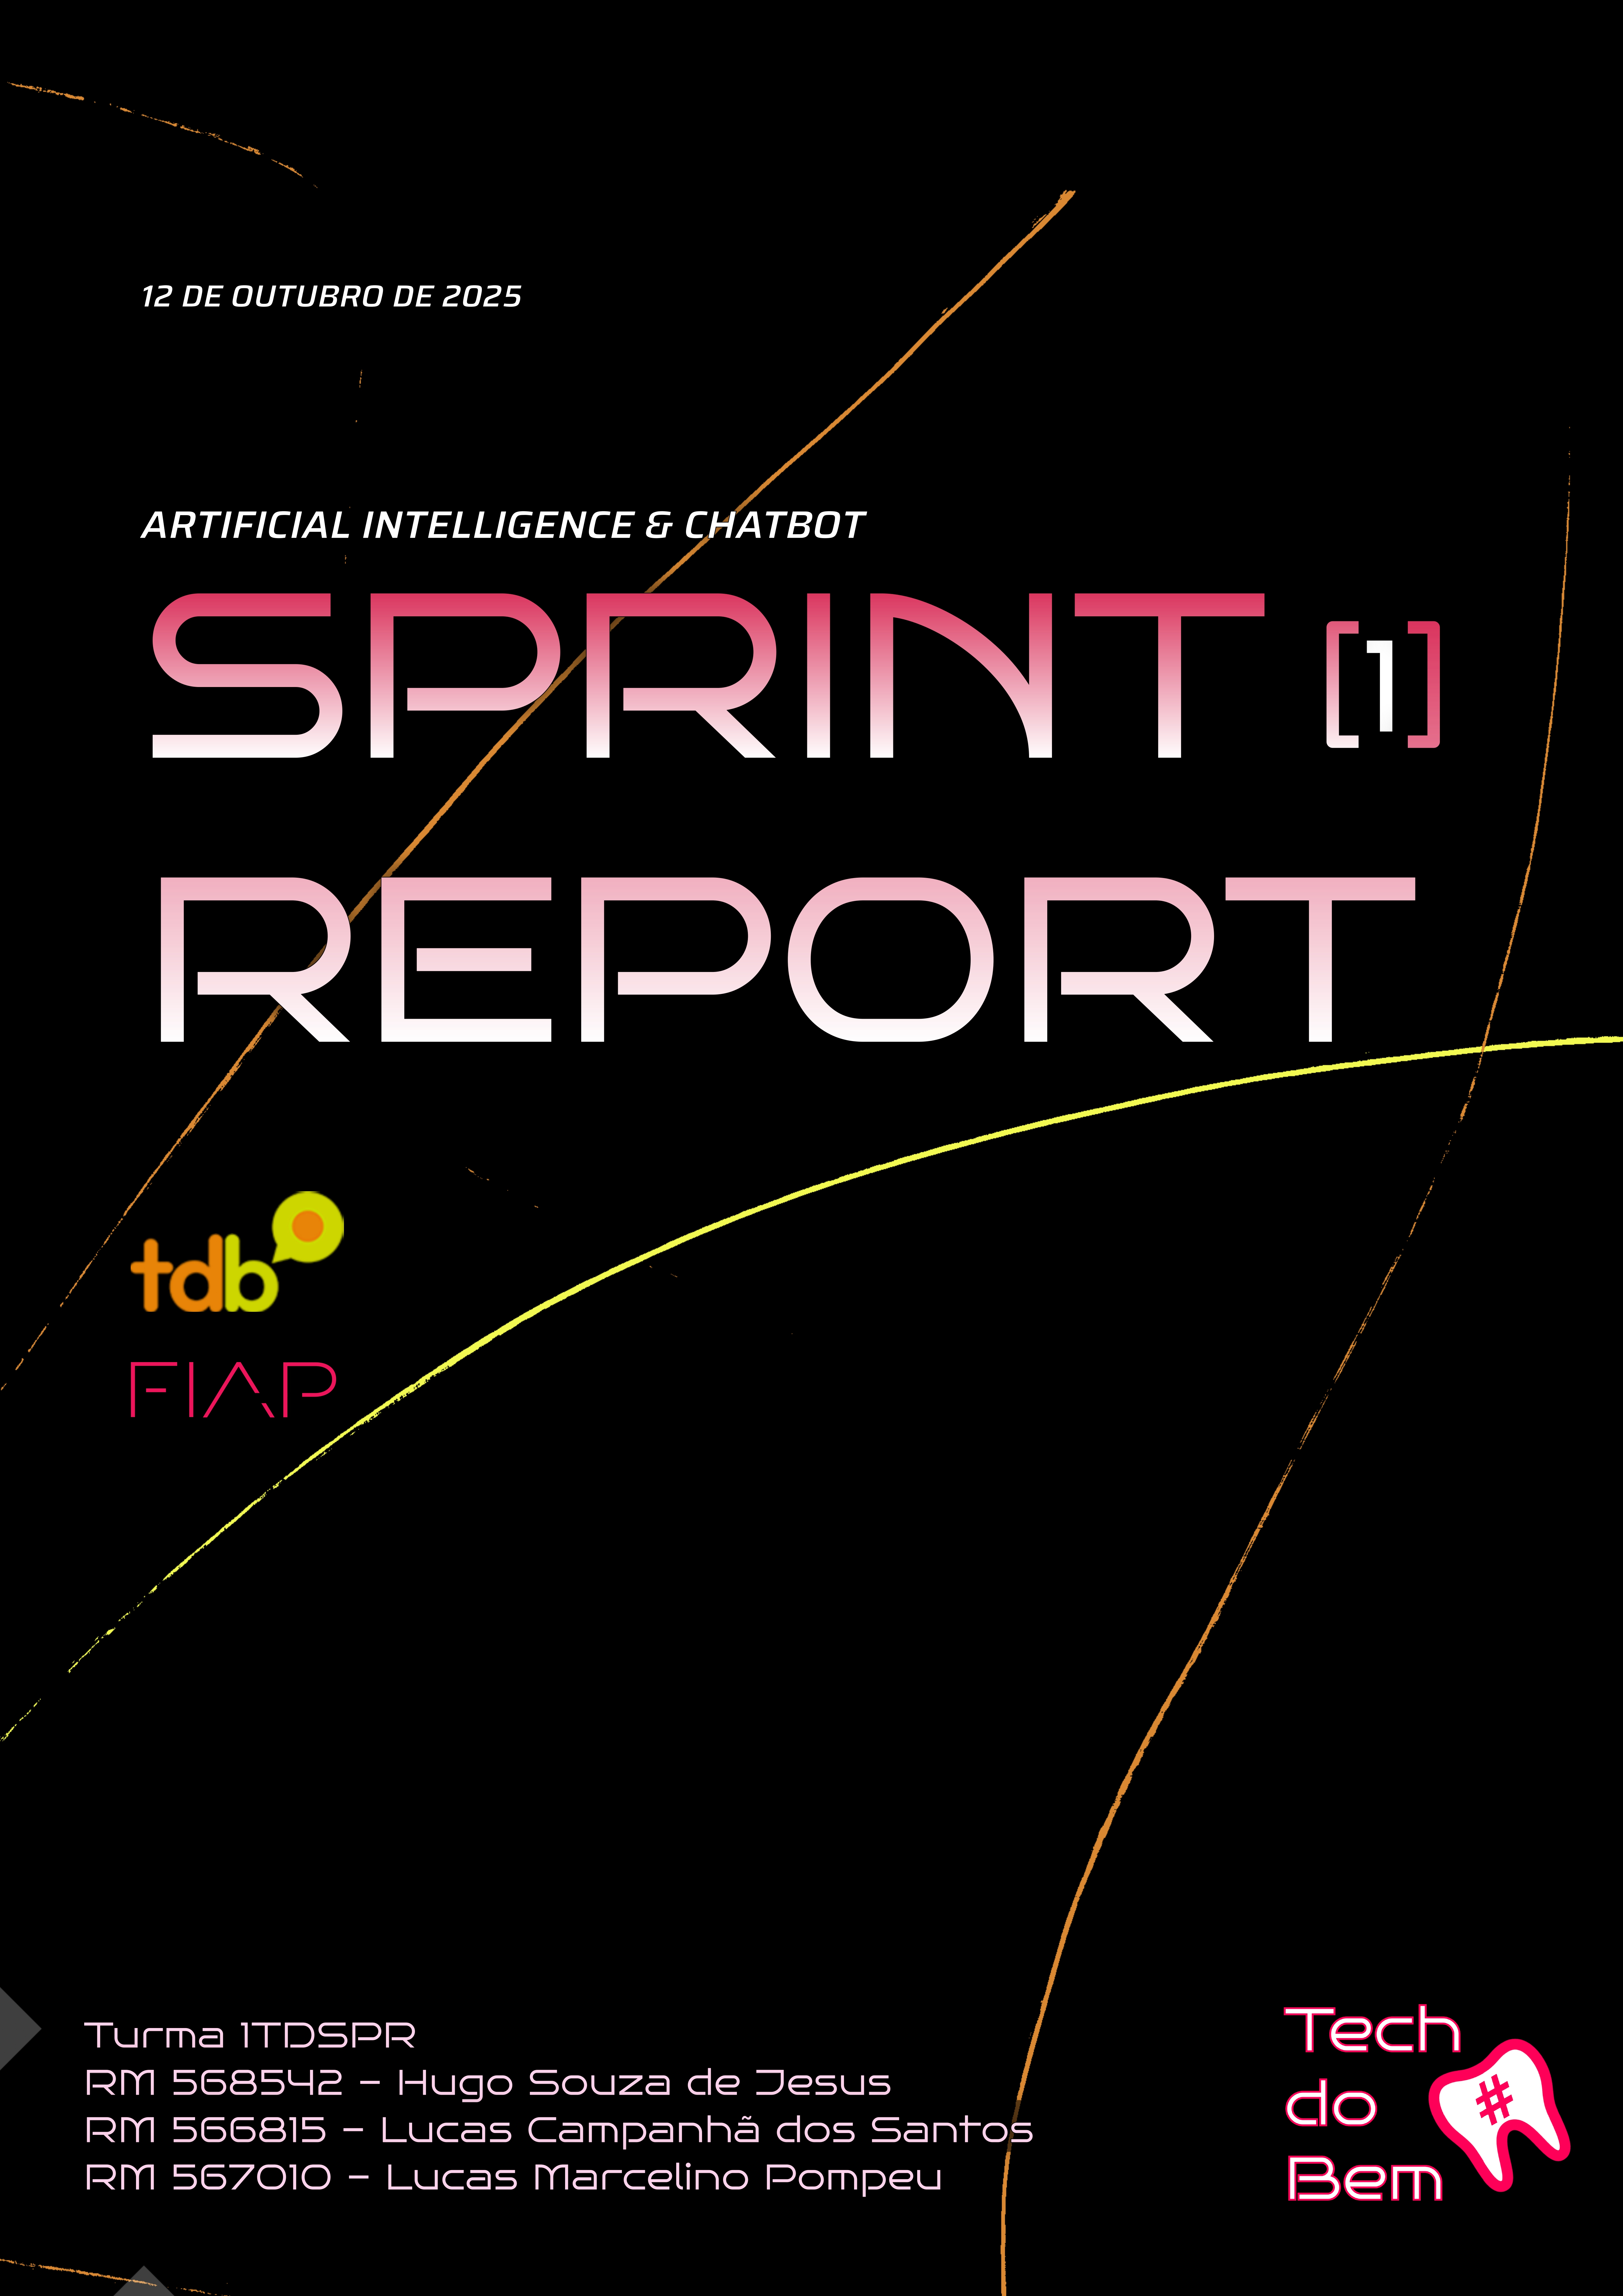 12 DE OUTUBRO DE 2025
ARTIFICIAL INTELLIGENCE & CHATBOT
SPRINT [1]
REPORT
tdb
FIAP
Turma 1TDSPR
RM 568542 - Hugo Souza de Jesus
RM 566815 - Lucas Campanhã dos Santos
RM 567010 - Lucas Marcelino Pompeu
Tech
do
#
Bem